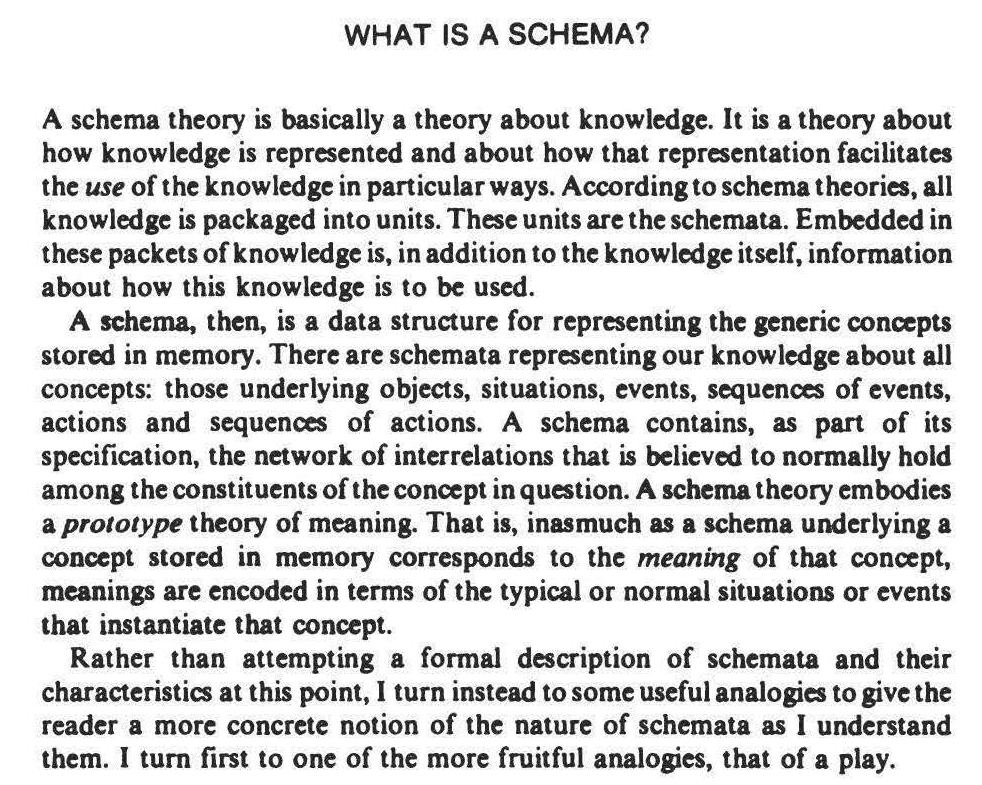 WHAT IS A SCHEMA?
A schema theory is basically a theory about knowledge. It is a theory about
how knowledge is represented and about how that representation facilitates
the use of the knowledge in particular ways. According to schema theories, all
knowledge is packaged into units. These units are the schemata. Embedded in
these packets of knowledge is, in addition to the knowledge itself, information
about how this knowledge is to be used.
A schema, then, is a data structure for representing the generic concepts
stored in memory. There are schemata representing our knowledge about all
concepts: those underlying objects, situations, events, sequences of events,
actions and sequences of actions. A schema contains, as part of its
specification, the network of interrelations that is believed to normally hold
among the constituents of the concept in question. A schema theory embodies
a prototype theory of meaning. That is, inasmuch as a schema underlying a
concept stored in memory corresponds to the meaning of that concept,
meanings are encoded in terms of the typical or normal situations or events
that instantiate that concept.
Rather than attempting a formal description of schemata and their
characteristics at this point, I turn instead to some useful analogies to give the
reader a more concrete notion of the nature of schemata as I understand
them. I turn first to one of the more fruitful analogies, that of a play.